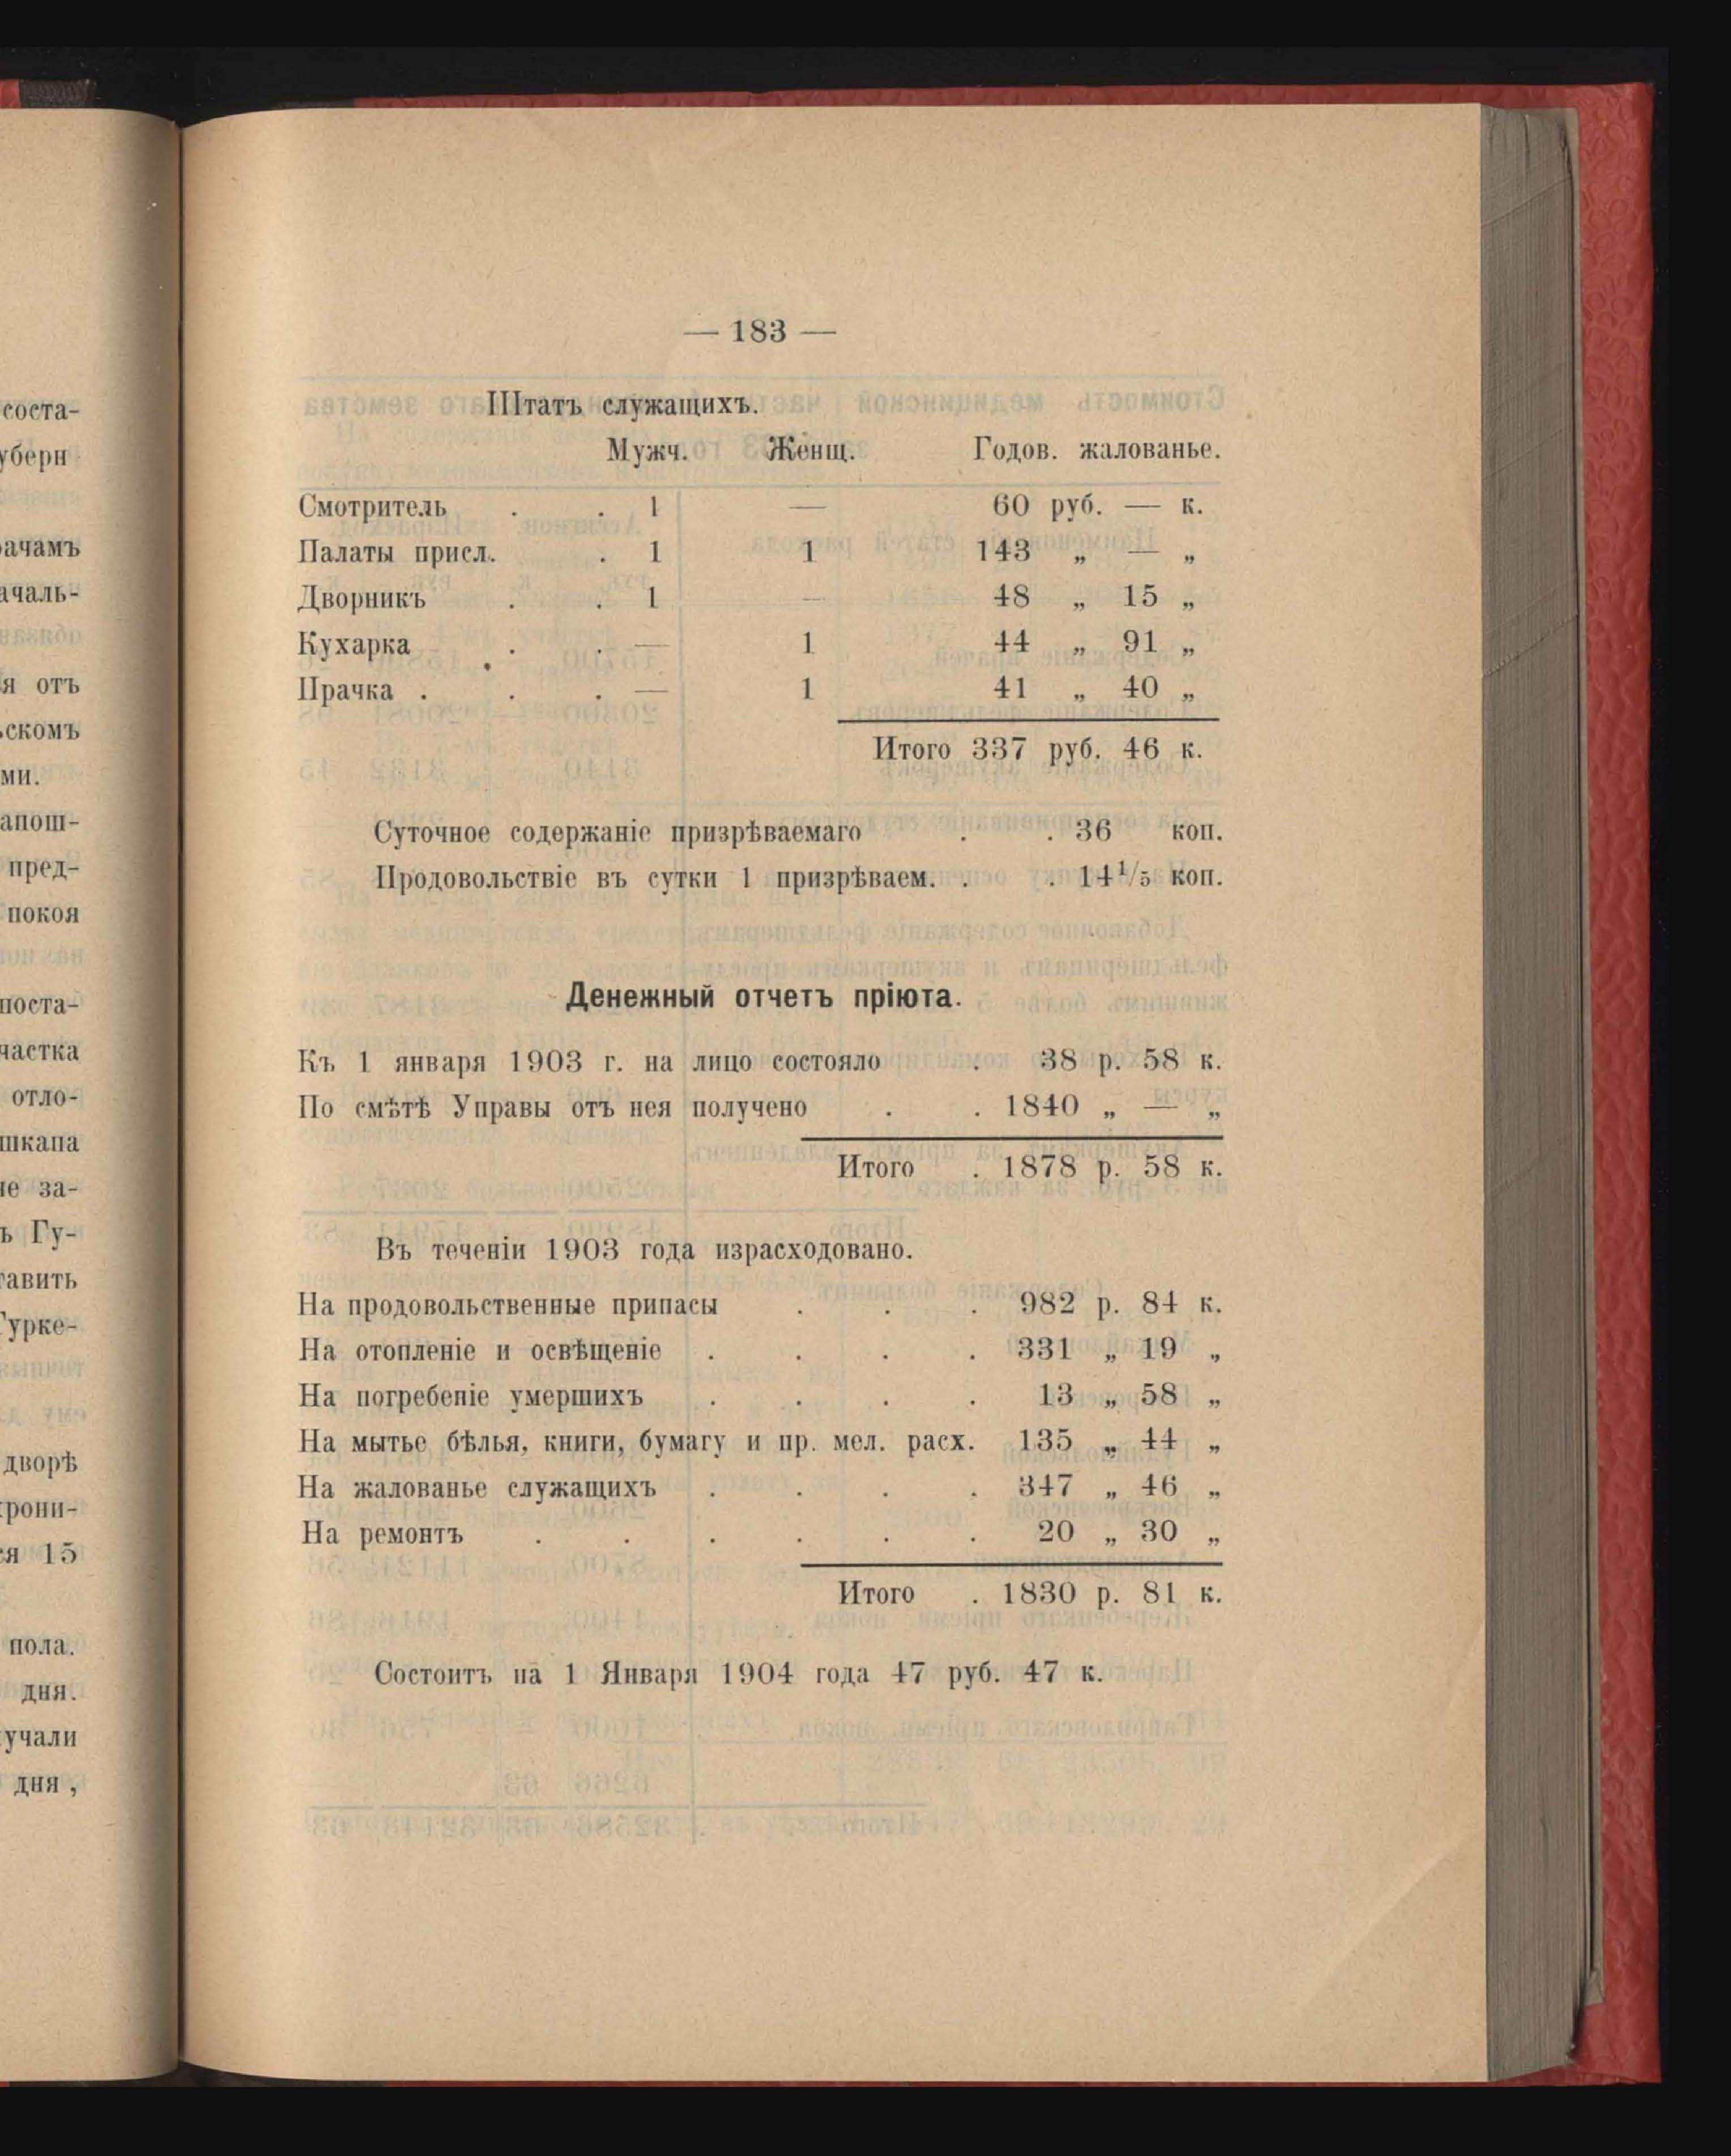 — 183 —
Штатъ служащихъ.
Мужч. Женщ. Годов. жалованье.
Смотритель . . 1 — 60 руб. — к.
Палаты присл. . 1 1 143 „ — „
Дворникъ . . 1 — 48 „ 15 „
Кухарка . . — 1 44 „ 91 „
Прачка . . . — 1 41 „ 40 „
Итого 337 руб. 46 к.
Суточное содержаніе призрѣваемаго . . 36 коп.
Продовольствіе въ сутки 1 призрѣваем. . . 14¹/₅ коп.
Денежный отчетъ пріюта.
Къ 1 января 1903 г. на лицо состояло . 38 р. 58 к.
По смѣтѣ Управы отъ нея получено . . 1840 „ — „
Итого . 1878 р. 58 к.
Въ теченіи 1903 года израсходовано.
На продовольственные припасы . . . 982 р. 84 к.
На отопленіе и освѣщеніе . . . . 331 „ 19 „
На погребеніе умершихъ . . . . 13 „ 58 „
На мытье бѣлья, книги, бумагу и пр. мел. расх. 135 „ 44 „
На жалованье служащихъ . . . . 347 „ 46 „
На ремонтъ . . . . . . 20 „ 30 „
Итого . 1830 р. 81 к.
Состоитъ на 1 Января 1904 года 47 руб. 47 к.